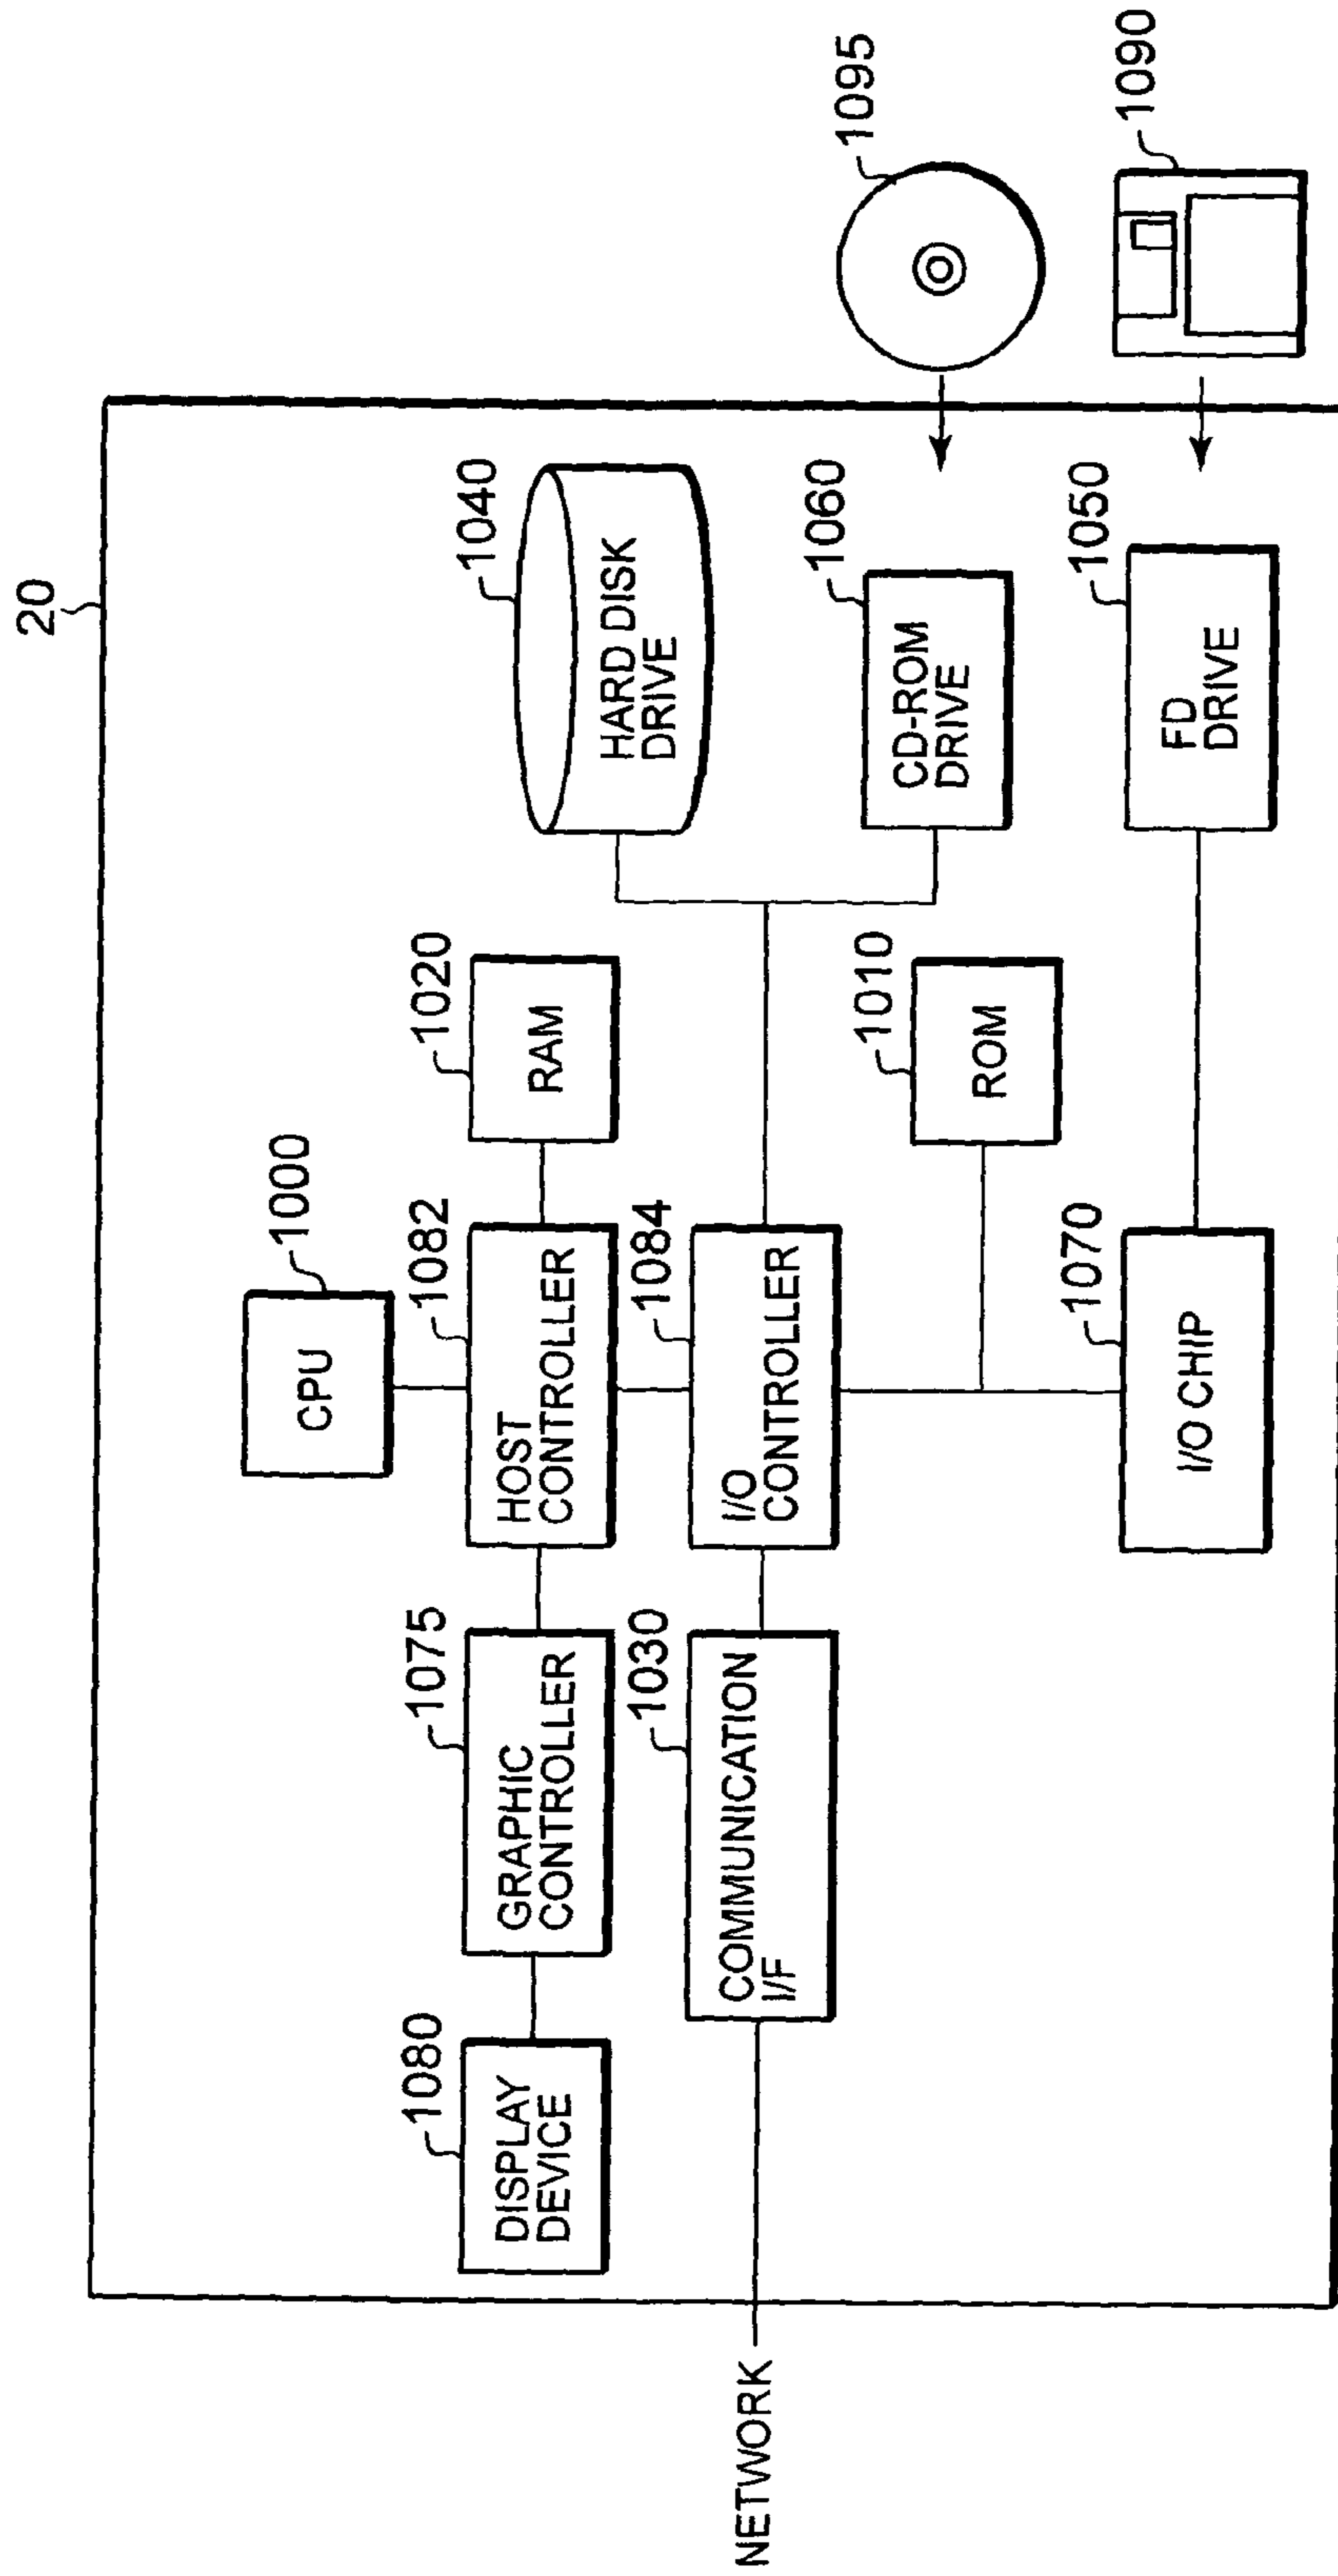 20
1000
CPU
1080
DISPLAY
DEVICE
1075
GRAPHIC
CONTROLLER
1082
HOST
CONTROLLER
1020
RAM
1040
HARD DISK
DRIVE
1030
COMMUNICATION
I/F
1084
I/O
CONTROLLER
NETWORK
1060
CD-ROM
DRIVE
1095
1010
ROM
1070
I/O CHIP
1050
FD
DRIVE
1090